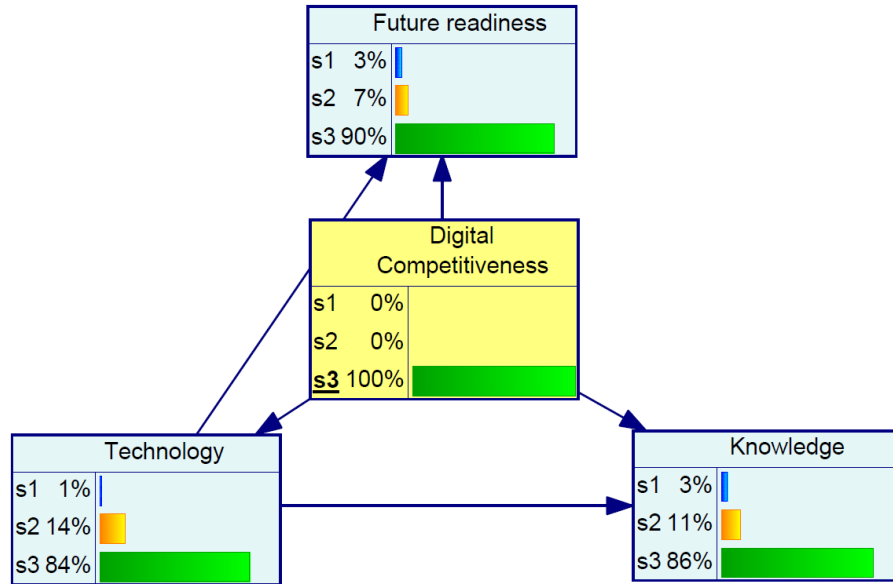 Future readiness
s1 3%
s2 7%
s3 90%
Digital
Competitiveness
s1 0%
s2 0%
s3 100%
Technology
s1 1%
s2 14%
s3 84%
Knowledge
s1 3%
s2 11%
s3 86%